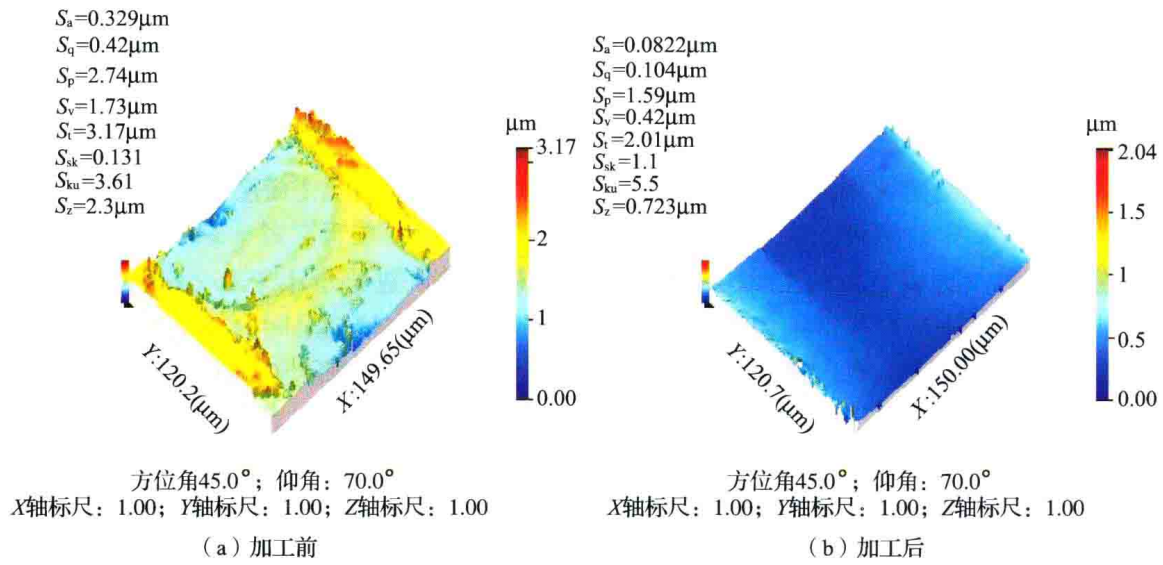 Sa=0.329μm
Sq=0.42μm
Sp=2.74μm
Sv=1.73μm
St=3.17μm
Ssk=0.131
Sku=3.61
Sz=2.3μm
μm
3.17
2
1
0.00
Y:120.2(μm)
X:149.65(μm)
方位角45.0°；仰角：70.0°
X轴标尺：1.00；Y轴标尺：1.00；Z轴标尺：1.00
（a）加工前
Sa=0.0822μm
Sq=0.104μm
Sp=1.59μm
Sv=0.42μm
St=2.01μm
Ssk=1.1
Sku=5.5
Sz=0.723μm
μm
2.04
1.5
1
0.5
0.00
Y:120.7(μm)
X:150.00(μm)
方位角45.0°；仰角：70.0°
X轴标尺：1.00；Y轴标尺：1.00；Z轴标尺：1.00
（b）加工后